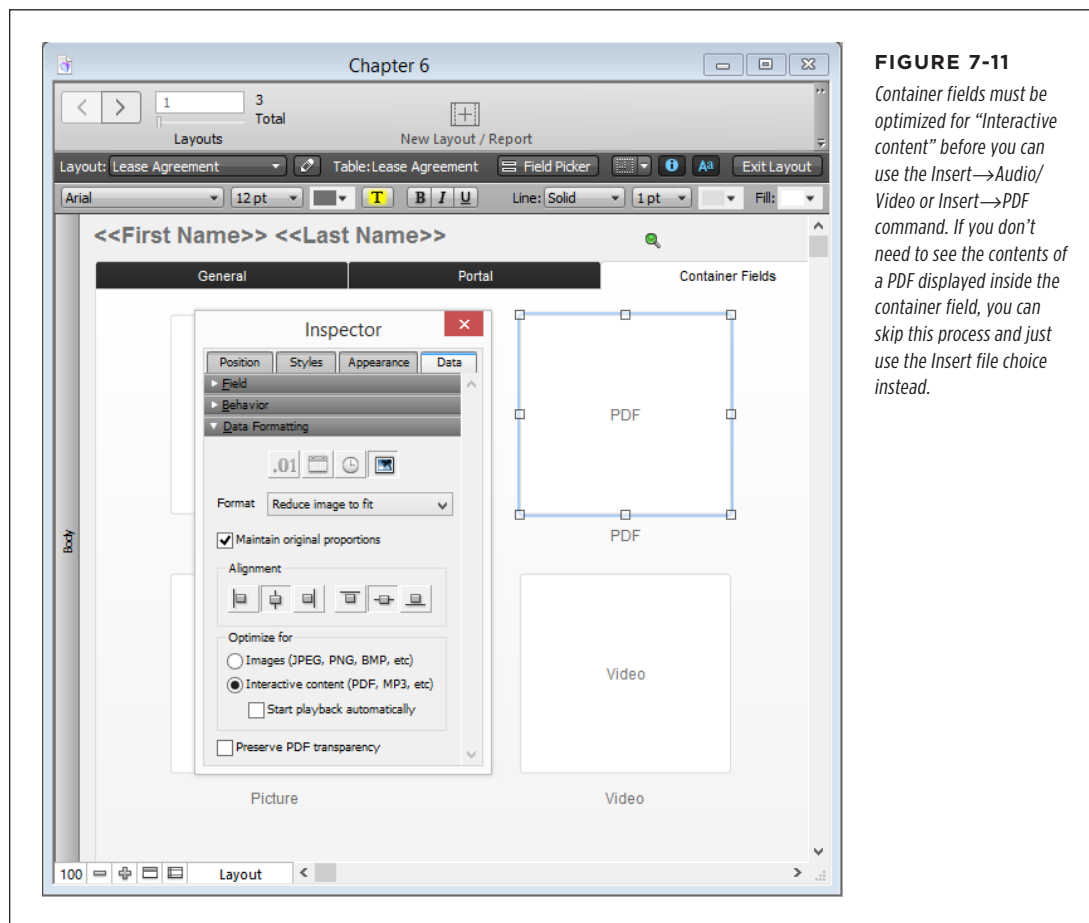 Chapter 6
1
3
Total
Layouts
New Layout / Report
Layout: Lease Agreement
Table: Lease Agreement
Field Picker
Aa
Exit Layout
Arial
12 pt
T
B I U
Line: Solid
1 pt
Fill:
<<First Name>> <<Last Name>>
General
Portal
Container Fields
Inspector
Position
Styles
Appearance
Data
Field
Behavior
Data Formatting
.01
Format
Reduce image to fit
Maintain original proportions
Alignment
Optimize for
Images (JPEG, PNG, BMP, etc)
Interactive content (PDF, MP3, etc)
Start playback automatically
Preserve PDF transparency
PDF
PDF
Video
Picture
Video
Body
100
Layout
FIGURE 7-11
Container fields must be
optimized for “Interactive
content” before you can
use the Insert→Audio/
Video or Insert→PDF
command. If you don’t
need to see the contents of
a PDF displayed inside the
container field, you can
skip this process and just
use the Insert file choice
instead.